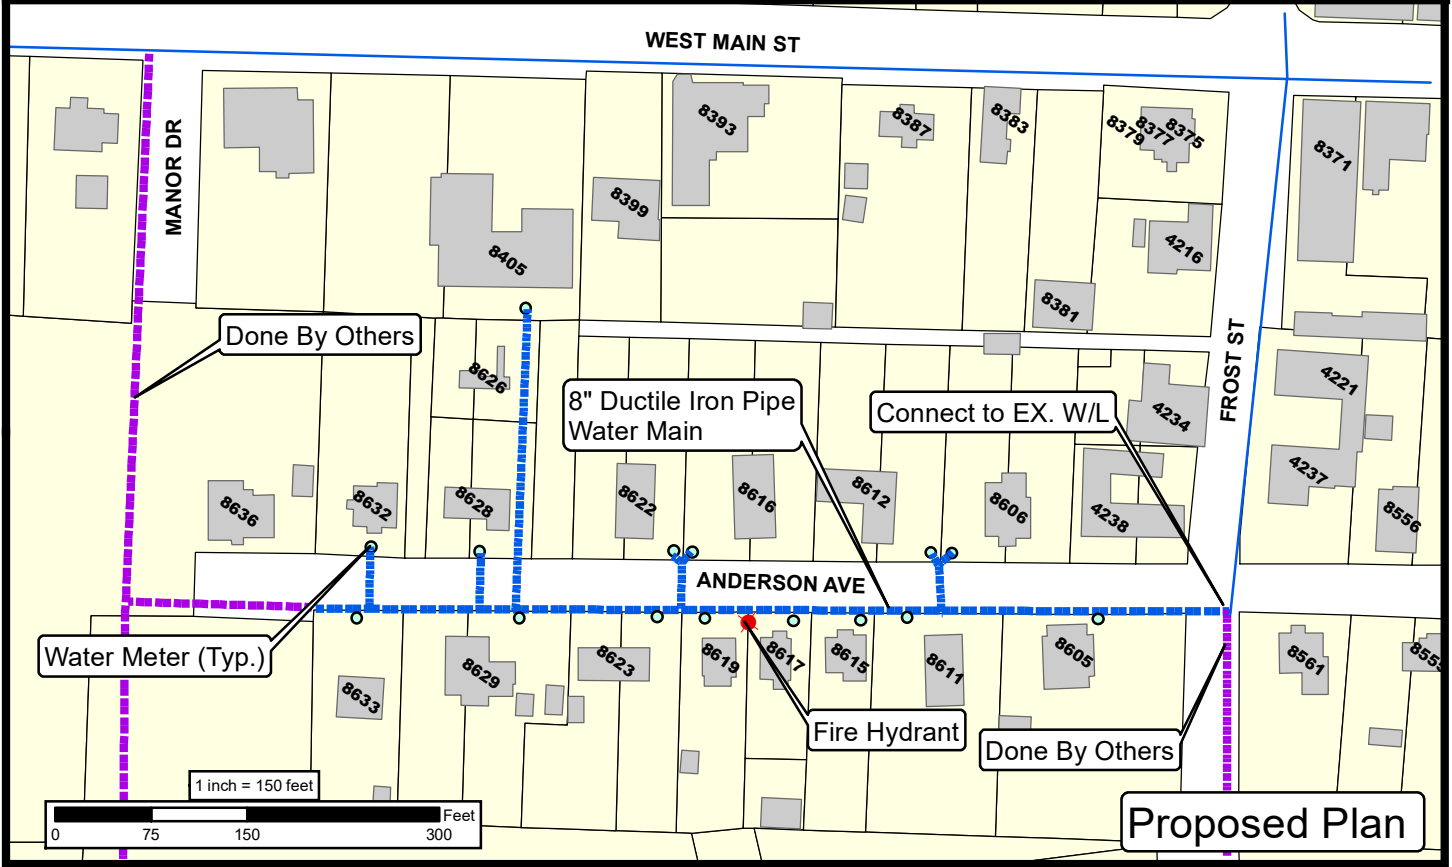 WEST MAIN ST
MANOR DR
8393
8387
8383
8379
8377
8375
8371
8399
8405
4216
8381
Done By Others
FROST ST
8626
8" Ductile Iron Pipe
Water Main
Connect to EX. W/L
4234
4221
4237
8636
8632
8628
8622
8616
8612
8606
4238
8556
ANDERSON AVE
Water Meter (Typ.)
8633
8629
8623
8619
8617
8615
8611
8605
8561
Fire Hydrant
Done By Others
1 inch = 150 feet
Feet
0 75 150 300
Proposed Plan